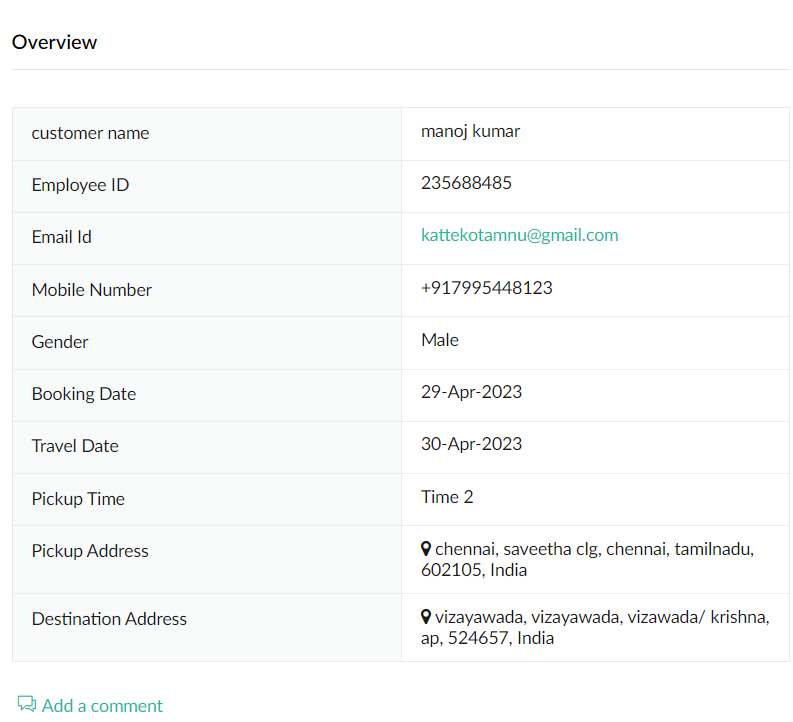 Overview
customer name manoj kumar
Employee ID 235688485
Email Id kattekotamnu@gmail.com
Mobile Number +917995448123
Gender Male
Booking Date 29-Apr-2023
Travel Date 30-Apr-2023
Pickup Time Time 2
Pickup Address chennai, saveetha clg, chennai, tamilnadu,
602105, India
Destination Address vizayawada, vizayawada, vizawada/ krishna,
ap, 524657, India
Add a comment